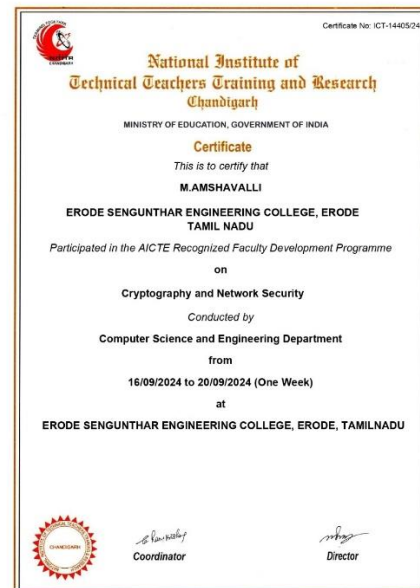 Certificate No: ICT-14405/24
National Institute of
Technical Teachers Training and Research
Chandigarh
MINISTRY OF EDUCATION, GOVERNMENT OF INDIA
Certificate
This is to certify that
M.AMSHAVALLI
ERODE SENGUNTHAR ENGINEERING COLLEGE, ERODE
TAMIL NADU
Participated in the AICTE Recognized Faculty Development Programme
on
Cryptography and Network Security
Conducted by
Computer Science and Engineering Department
from
16/09/2024 to 20/09/2024 (One Week)
at
ERODE SENGUNTHAR ENGINEERING COLLEGE, ERODE, TAMILNADU
CHANDIGARH
Coordinator
Director